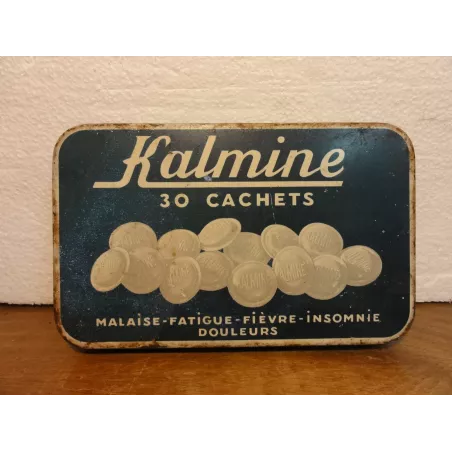 Kalmine
30 CACHETS
MALAISE-FATIGUE-FIÈVRE-INSOMNIE
DOULEURS